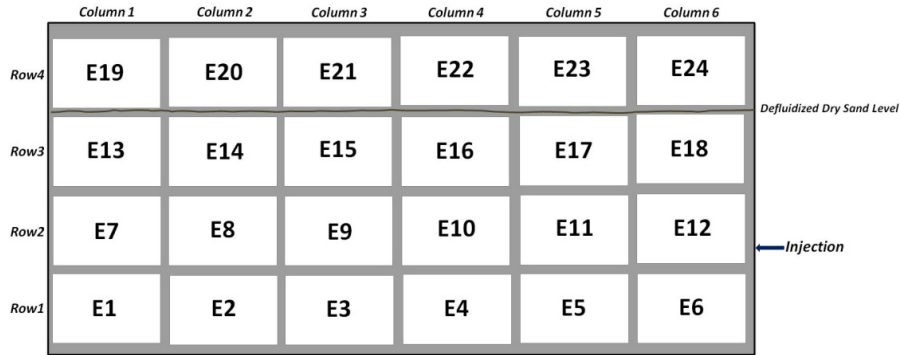 Column 1 Column 2 Column 3 Column 4 Column 5 Column 6
Row4 E19 E20 E21 E22 E23 E24
Defluidized Dry Sand Level
Row3 E13 E14 E15 E16 E17 E18
Row2 E7 E8 E9 E10 E11 E12
Injection
Row1 E1 E2 E3 E4 E5 E6